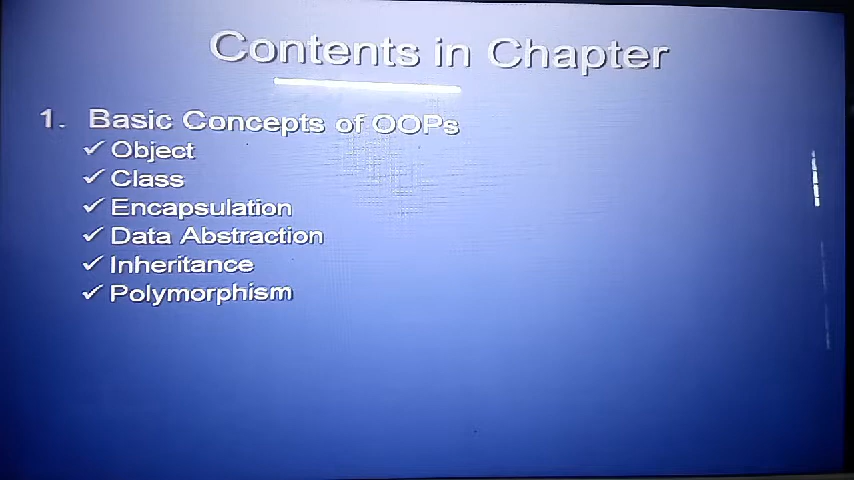 Contents in Chapter
1. Basic Concepts of OOPs
✓ Object
✓ Class
✓ Encapsulation
✓ Data Abstraction
✓ Inheritance
✓ Polymorphism